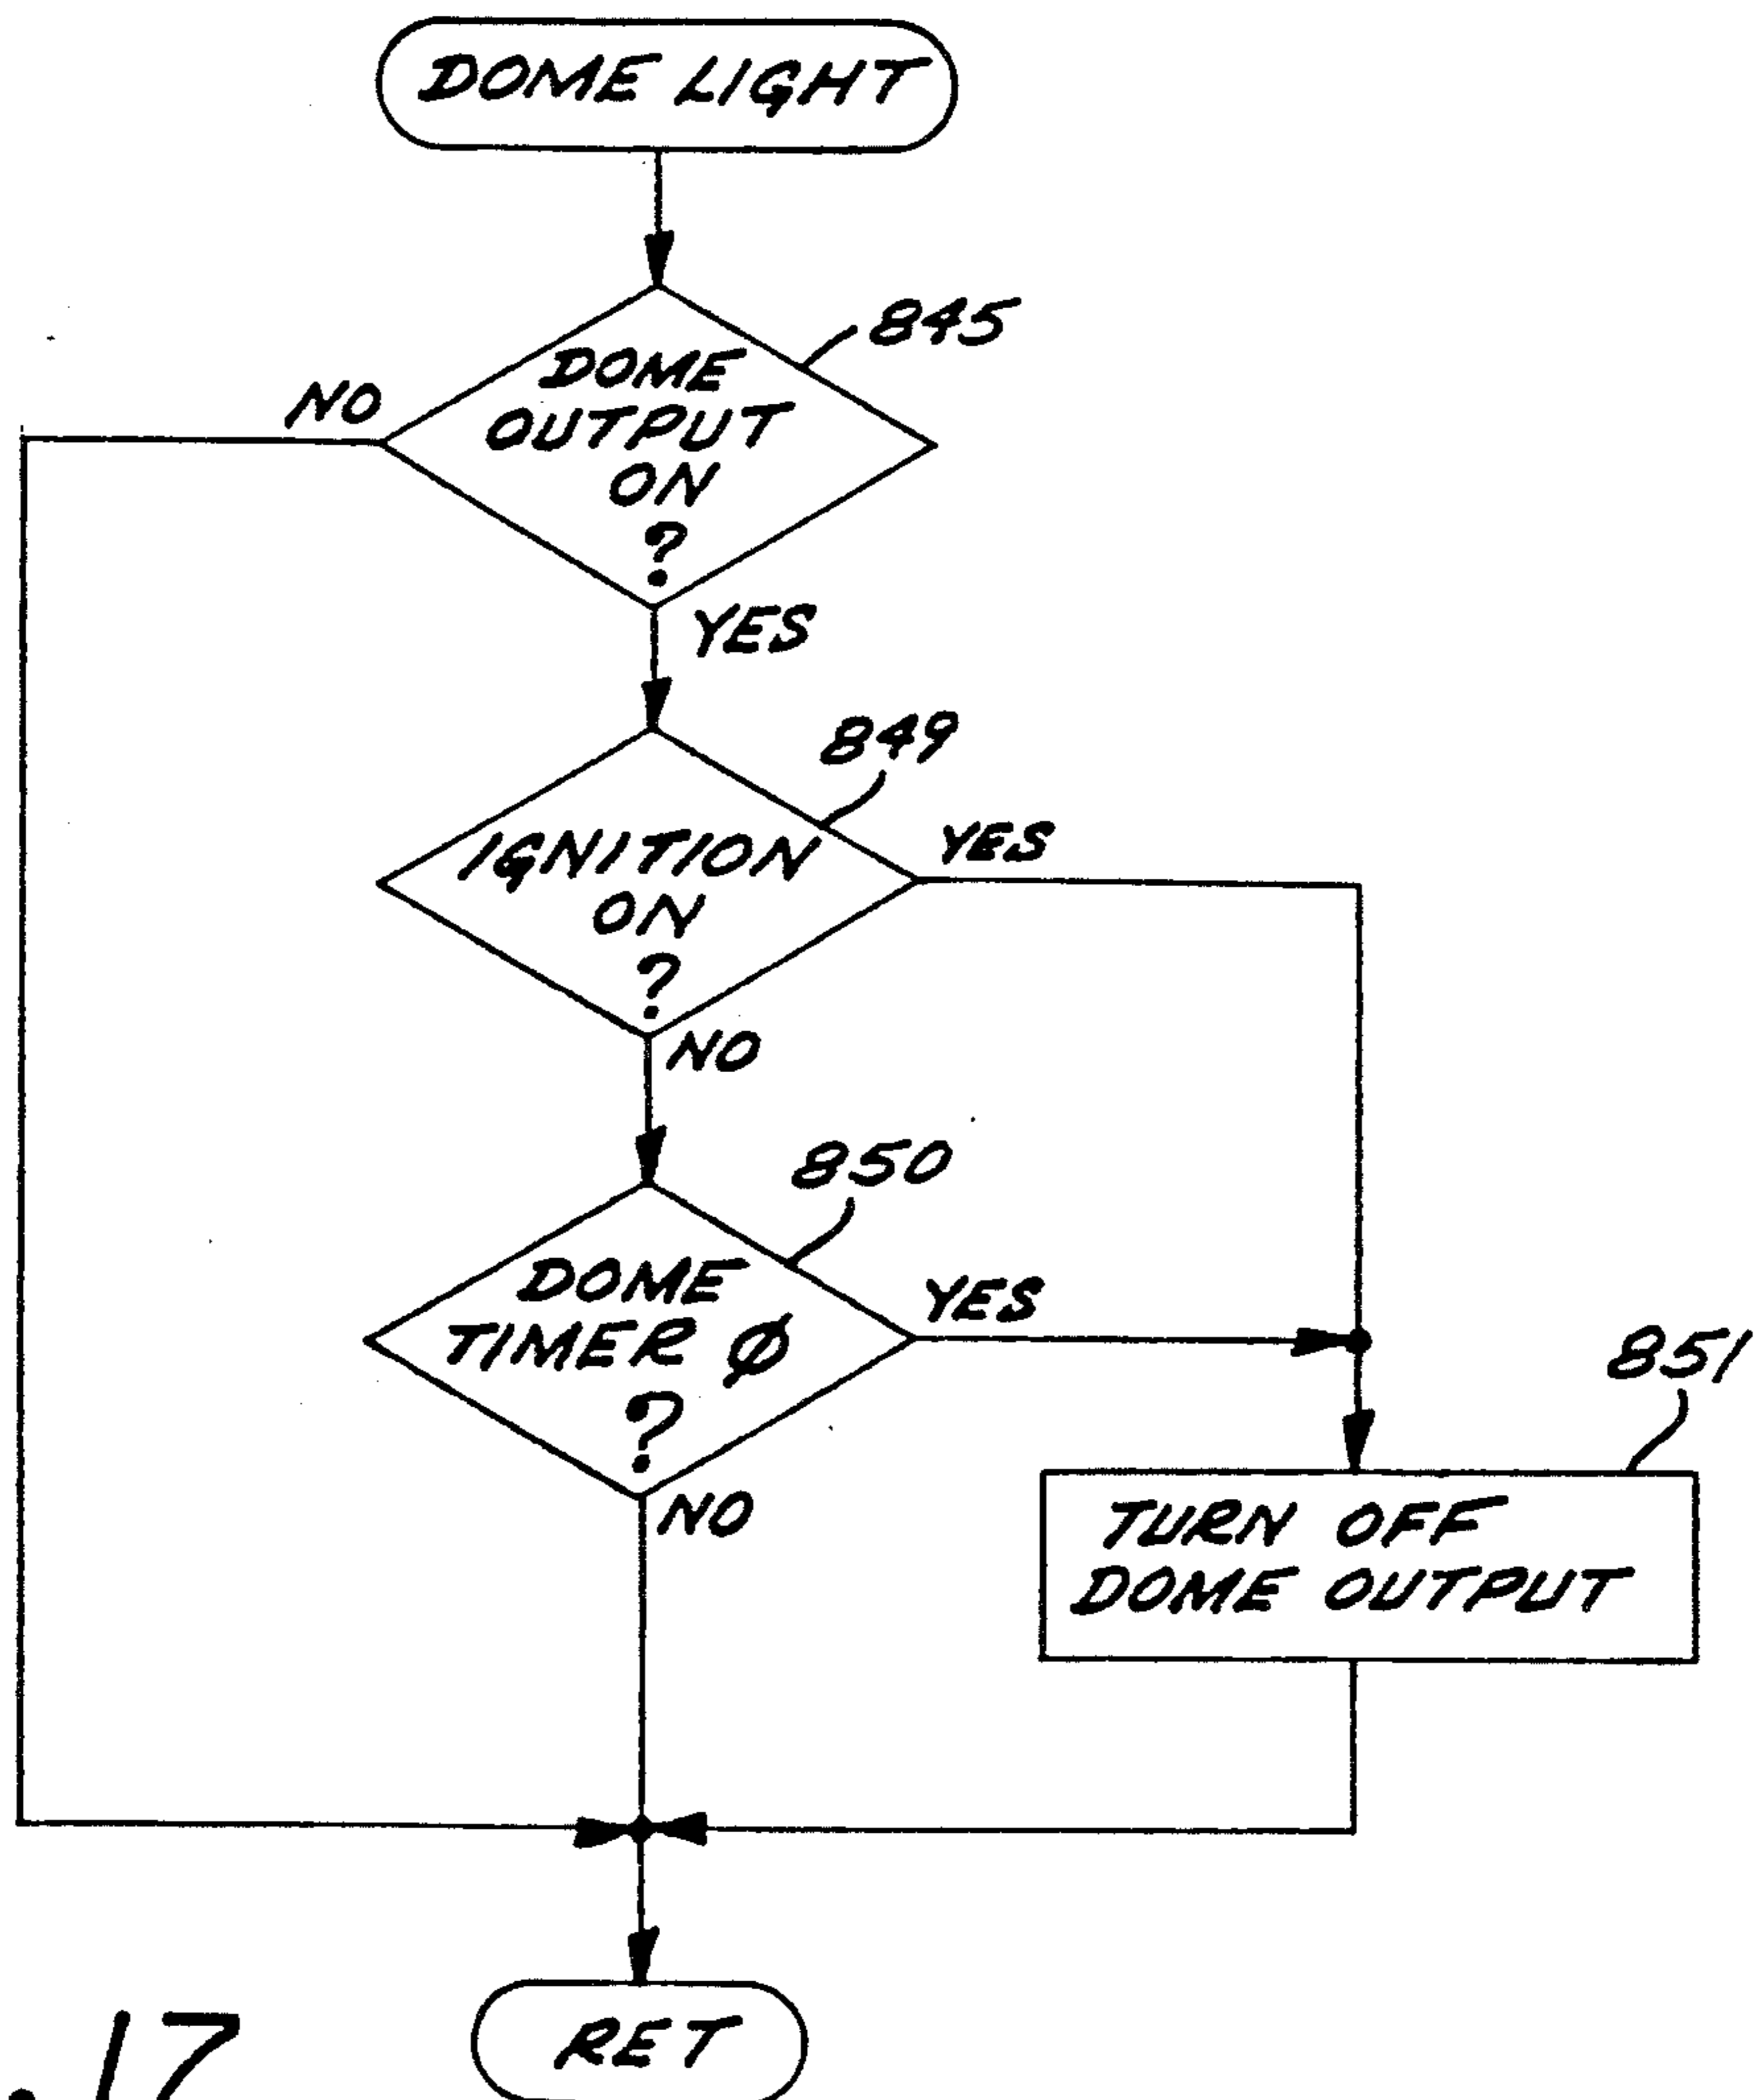 DOME LIGHT
845
NO
DOME
OUTPUT
ON
?
YES
849
IGNITION
ON
?
YES
NO
850
DOME
TIMER Ø
?
YES
NO
851
TURN OFF
DOME OUTPUT
RET
.17